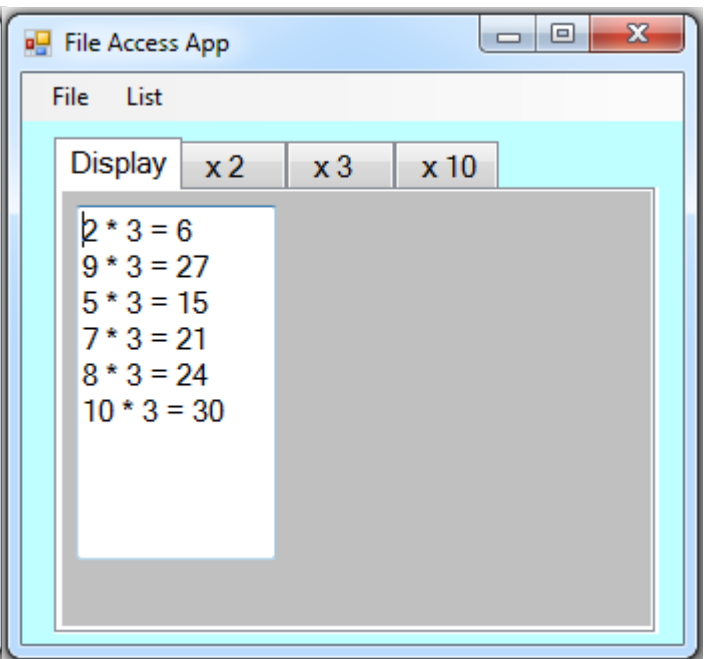 File Access App
File List
Display x 2 x 3 x 10
2 * 3 = 6
9 * 3 = 27
5 * 3 = 15
7 * 3 = 21
8 * 3 = 24
10 * 3 = 30